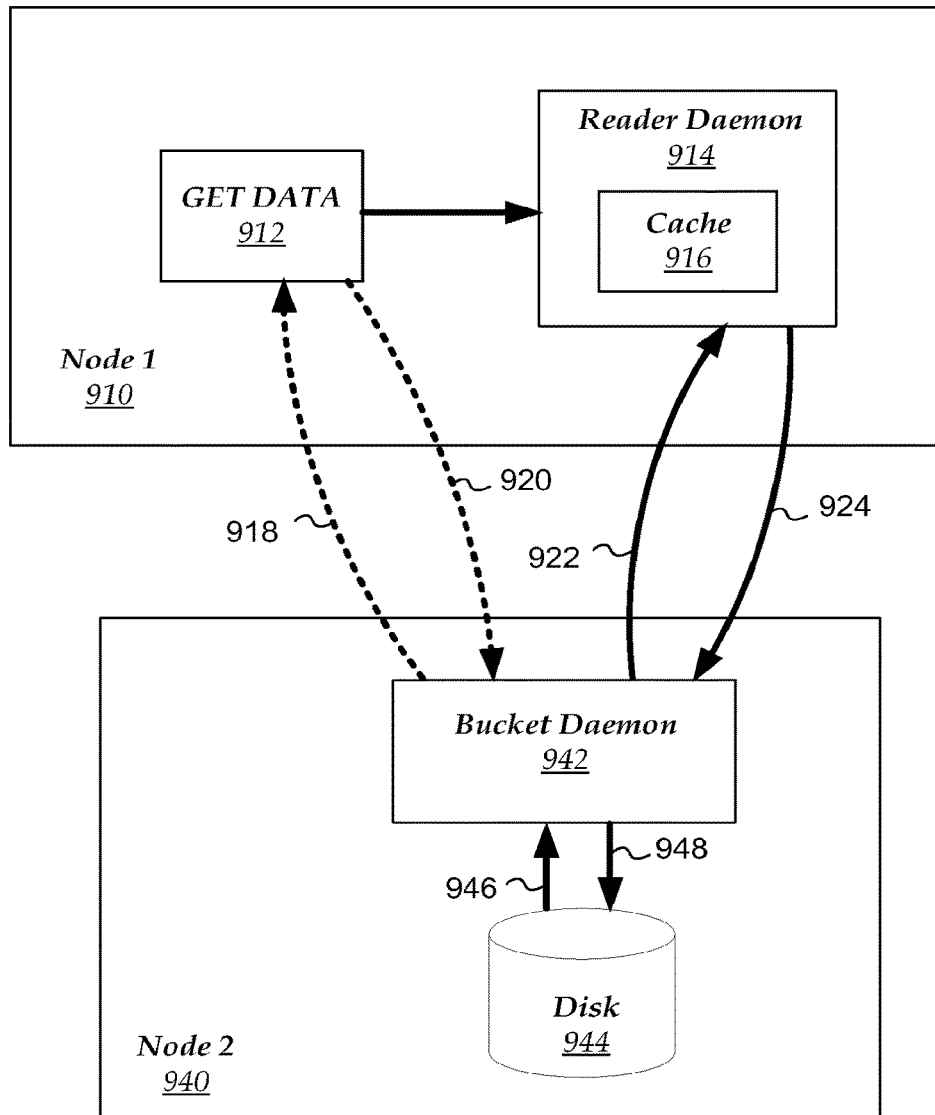 Reader Daemon
914
GET DATA
912
Cache
916
Node 1
910
918
920
922
924
Bucket Daemon
942
946
948
Disk
944
Node 2
940